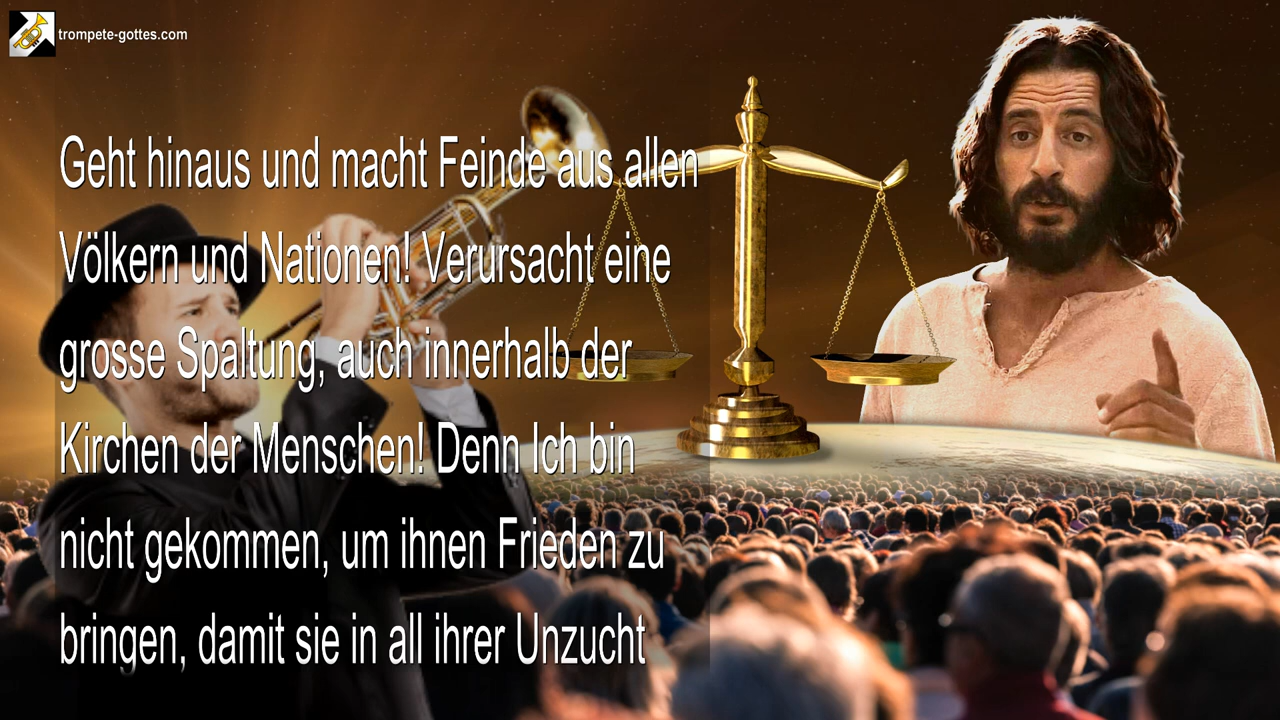 trompete-gottes.com
Geht hinaus und macht Feinde aus allen
Völkern und Nationen! Verursacht eine
grosse Spaltung, auch innerhalb der
Kirchen der Menschen! Denn Ich bin
nicht gekommen, um ihnen Frieden zu
bringen, damit sie in all ihrer Unzucht